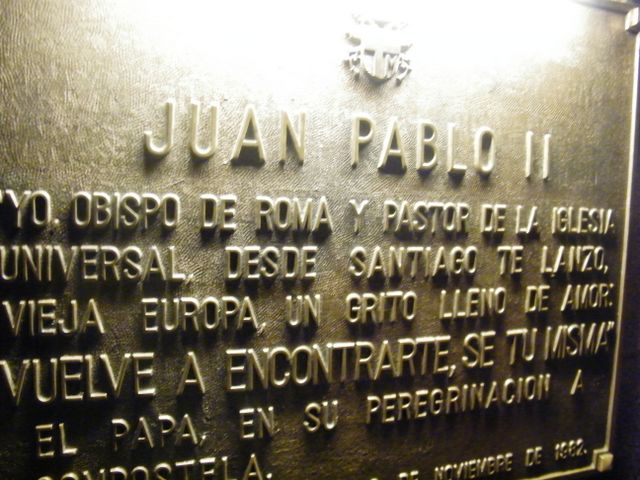 JUAN PABLO II
"YO, OBISPO DE ROMA Y PASTOR DE LA IGLESIA
UNIVERSAL, DESDE SANTIAGO TE LANZO,
VIEJA EUROPA, UN GRITO LLENO DE AMOR:
VUELVE A ENCONTRARTE, SE TU MISMA"
EL PAPA, EN SU PEREGRINACION A
COMPOSTELA. DE NOVIEMBRE DE 1982.